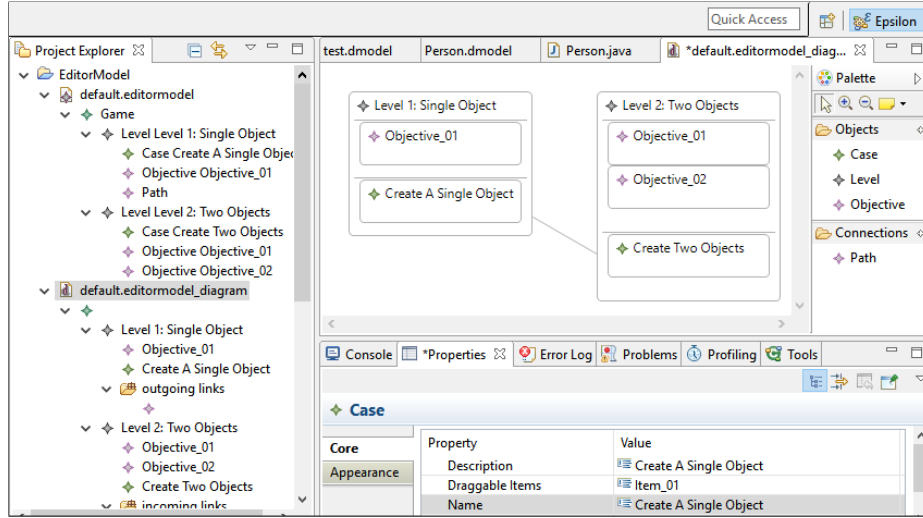 Quick Access
Epsilon
Project Explorer
EditorModel
default.editormodel
Game
Level Level 1: Single Object
Case Create A Single Objec
Objective Objective_01
Path
Level Level 2: Two Objects
Case Create Two Objects
Objective Objective_01
Objective Objective_02
default.editormodel_diagram
Level 1: Single Object
Objective_01
Create A Single Object
outgoing links
Level 2: Two Objects
Objective_01
Objective_02
Create Two Objects
incoming links
test.dmodel Person.dmodel Person.java *default.editormodel_diag...
Level 1: Single Object
Objective_01
Create A Single Object
Level 2: Two Objects
Objective_01
Objective_02
Create Two Objects
Palette
Objects
Case
Level
Objective
Connections
Path
Console *Properties Error Log Problems Profiling Tools
Case
Core
Appearance
Property Value
Description Create A Single Object
Draggable Items Item_01
Name Create A Single Object